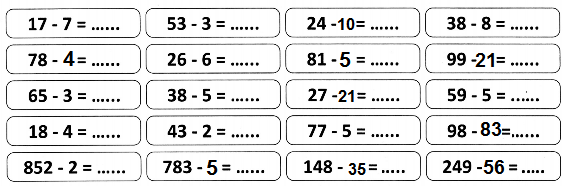 17 - 7 = ...... 53 - 3 = ...... 24 -10= ...... 38 - 8 = ......
78 - 4 = ...... 26 - 6 = ...... 81 - 5 = ...... 99 -21= ......
65 - 3 = ...... 38 - 5 = ...... 27 -21= ...... 59 - 5 = ......
18 - 4 = ...... 43 - 2 = ...... 77 - 5 = ...... 98 - 83=......
852 - 2 = ...... 783 - 5 = ...... 148 - 35= ...... 249 -56 = ......